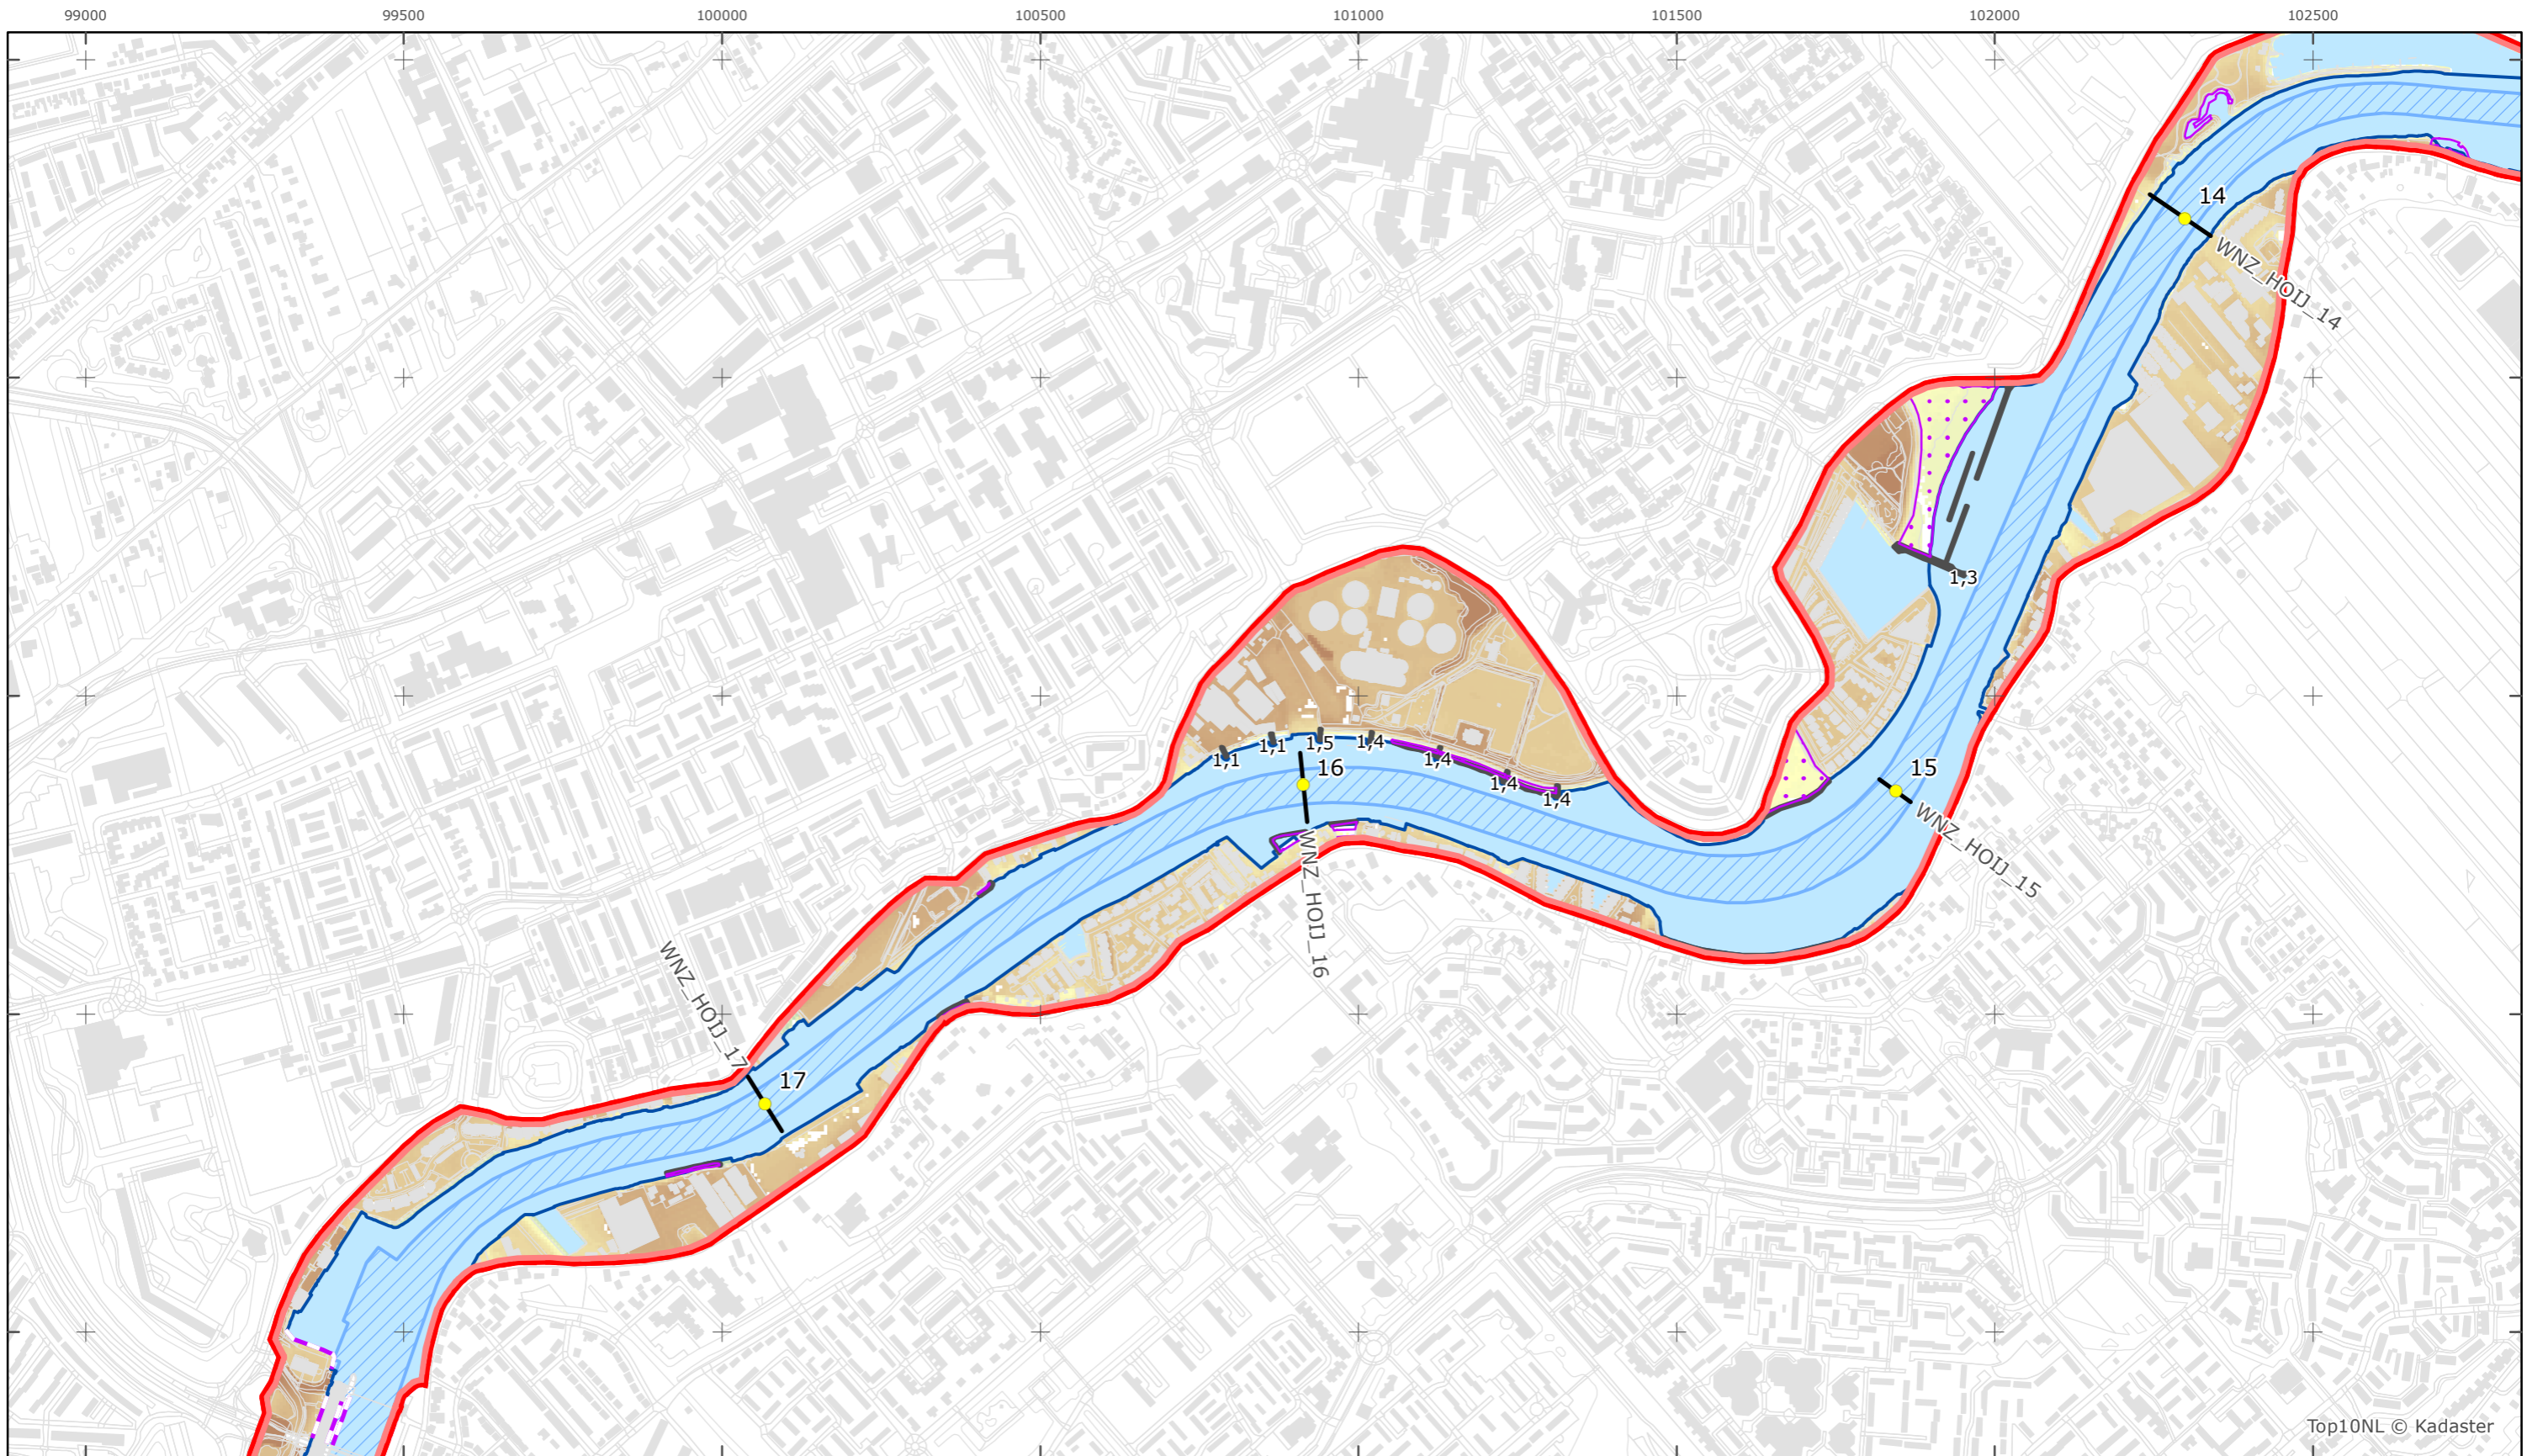 99000 99500 100000 100500 101000 101500 102000 102500
14
WNZ_HOIJ_14
1,3
1,1 1,1 1,5 1,4 1,4 1,4 1,4
16
15
WNZ_HOIJ_15
WNZ_HOIJ_16
WNZ_HOIJ_17
17
Top10NL © Kadaster